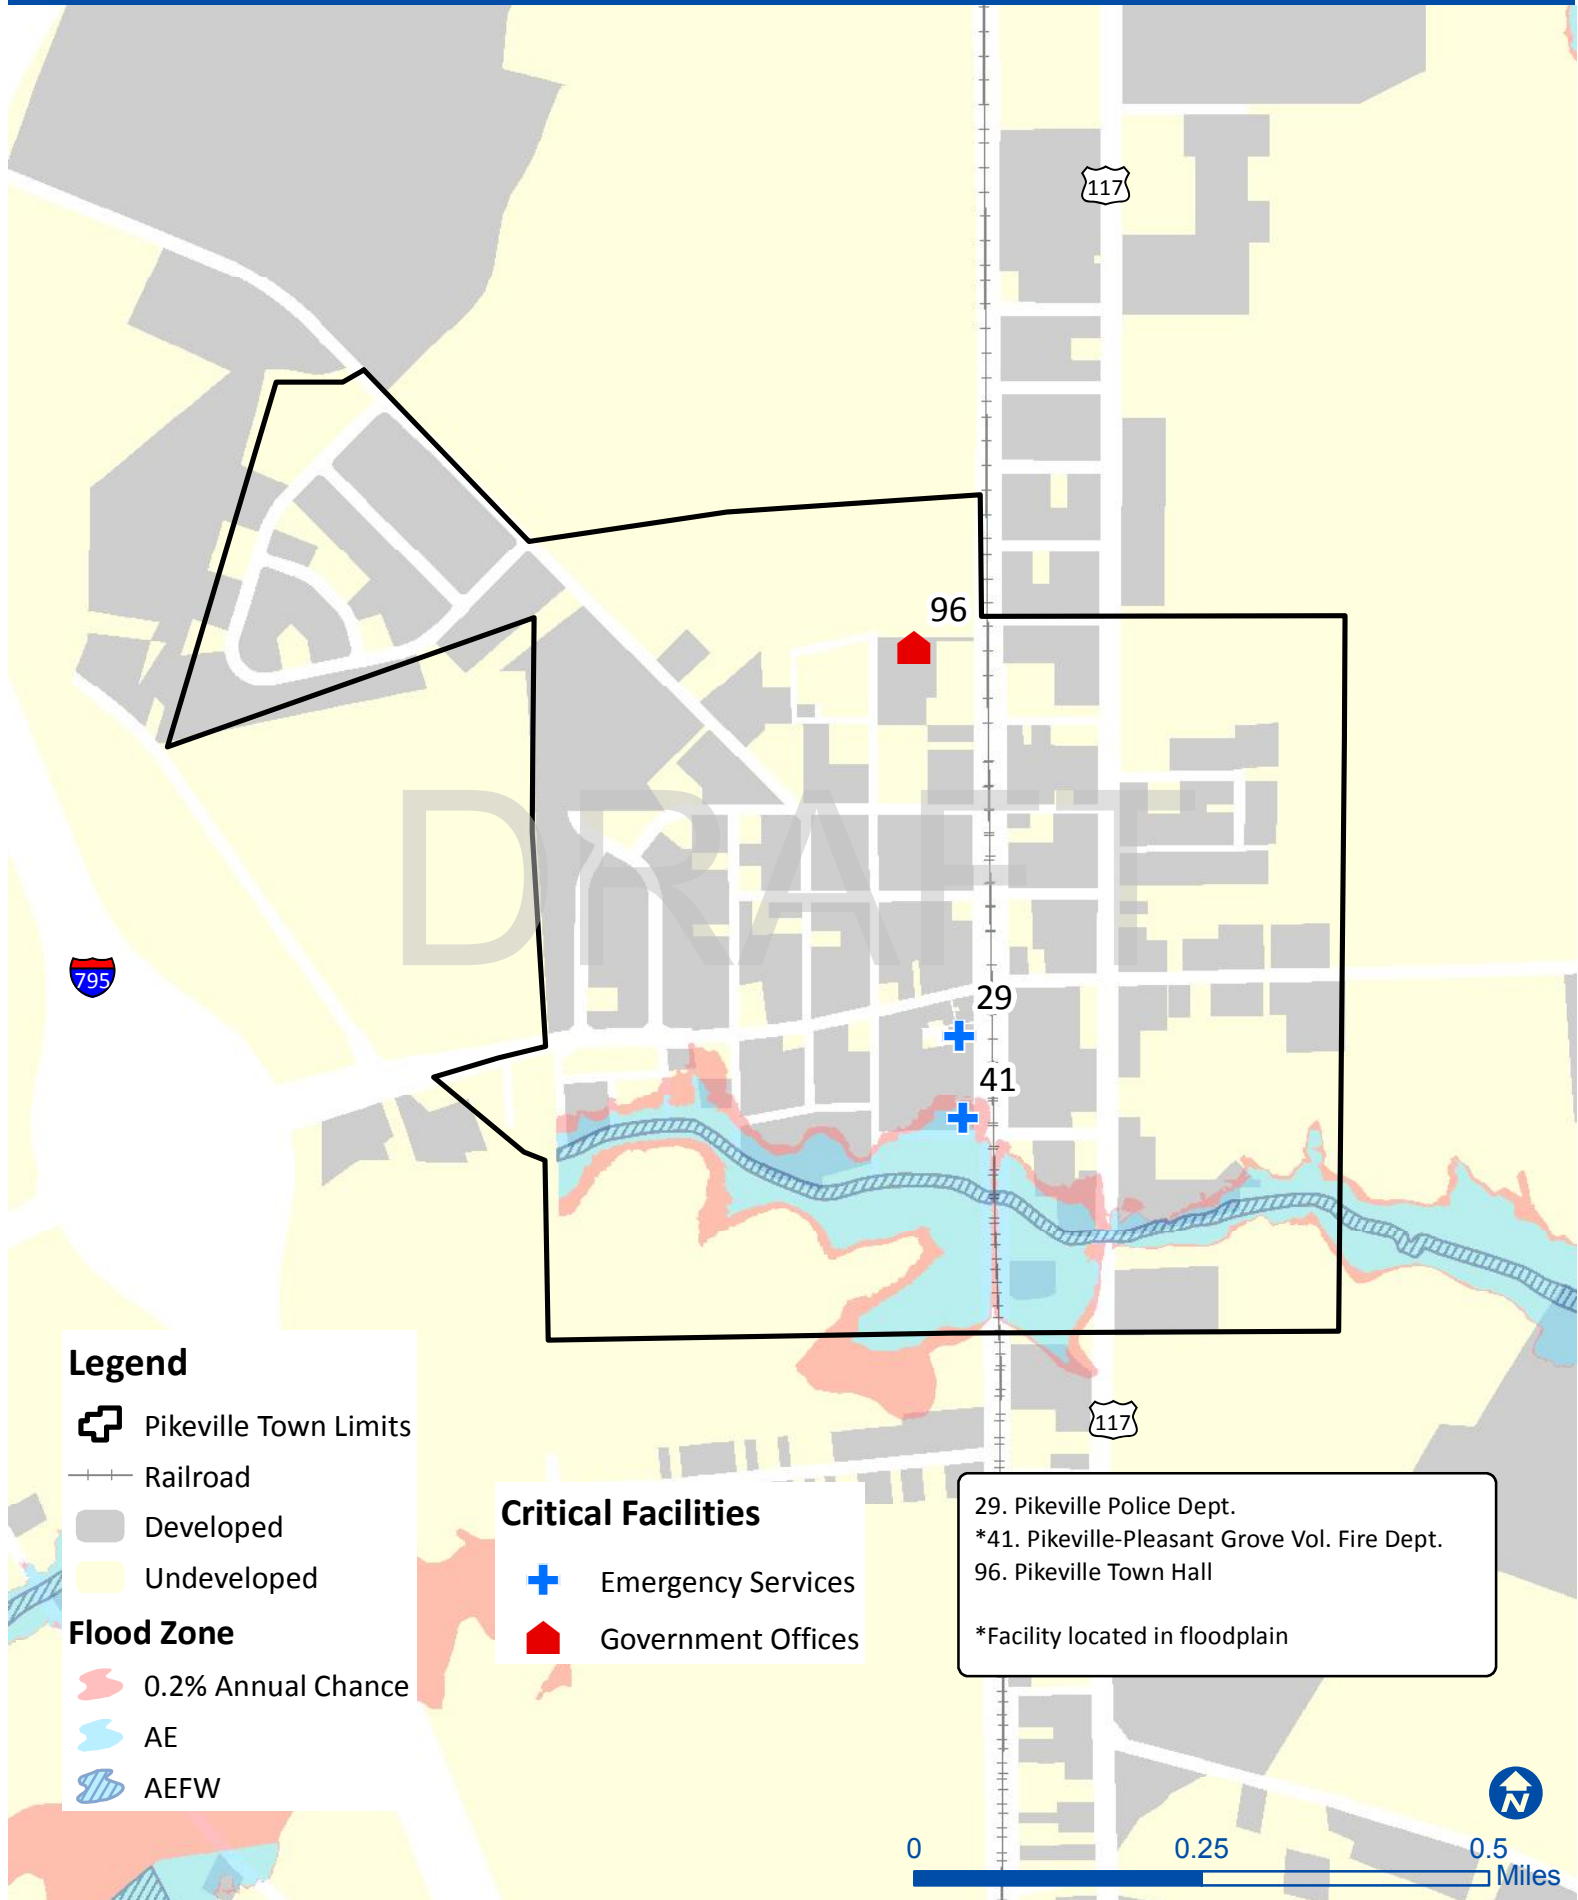 117
96
DRAFT
795
29
41
117
Legend
Pikeville Town Limits
Railroad
Developed
Undeveloped
Flood Zone
0.2% Annual Chance
AE
AEFW
Critical Facilities
Emergency Services
Government Offices
29. Pikeville Police Dept.
*41. Pikeville-Pleasant Grove Vol. Fire Dept.
96. Pikeville Town Hall
*Facility located in floodplain
N
0 0.25 0.5
Miles